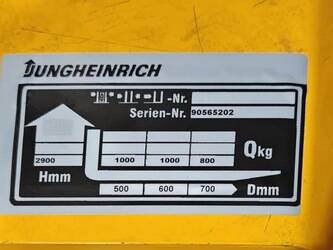 JUNGHEINRICH
-Nr.
Serien-Nr. 90565202
2900 1000 1000 800 Qkg
Hmm 500 600 700 Dmm